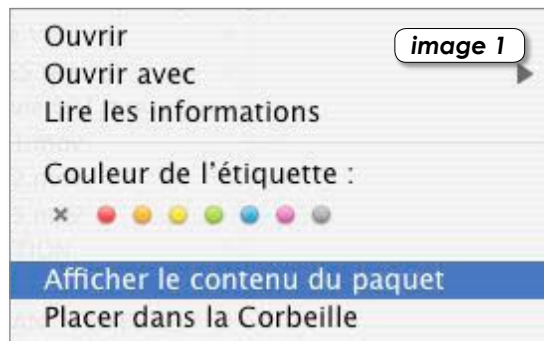 Ouvrir
image 1
Ouvrir avec
Lire les informations
Couleur de l'étiquette :
Afficher le contenu du paquet
Placer dans la Corbeille